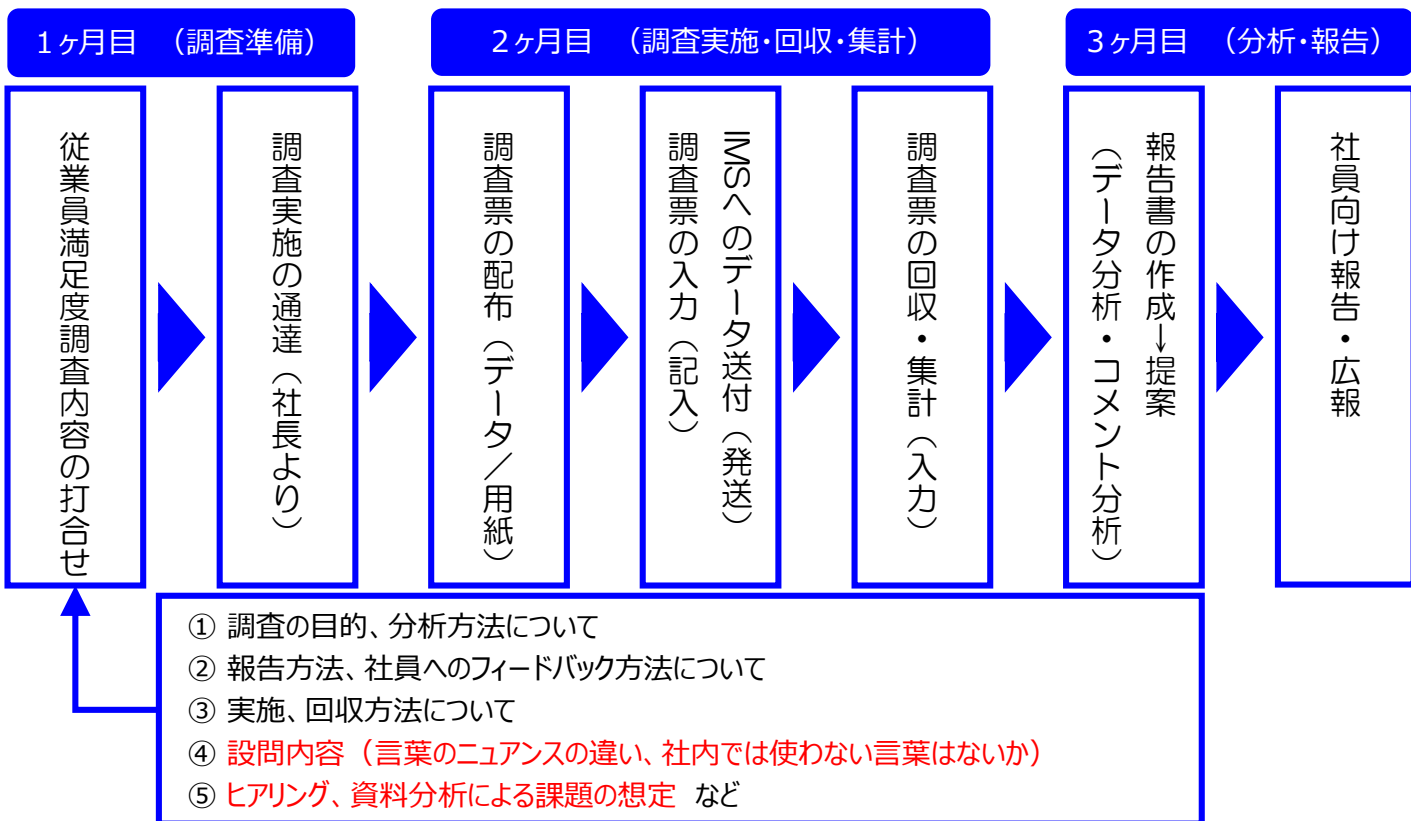 1ヶ月目　（調査準備）
2ヶ月目　（調査実施・回収・集計）
3ヶ月目　（分析・報告）
従業員満足度調査内容の打合せ
調査実施の通達（社長より）
調査票の配布（データ／用紙）
IMSへのデータ送付（発送）
調査票の入力（記入）
調査票の回収・集計（入力）
報告書の作成→提案
（データ分析・コメント分析）
社員向け報告・広報
① 調査の目的、分析方法について
② 報告方法、社員へのフィードバック方法について
③ 実施、回収方法について
④ 設問内容（言葉のニュアンスの違い、社内では使わない言葉はないか）
⑤ ヒアリング、資料分析による課題の想定　など